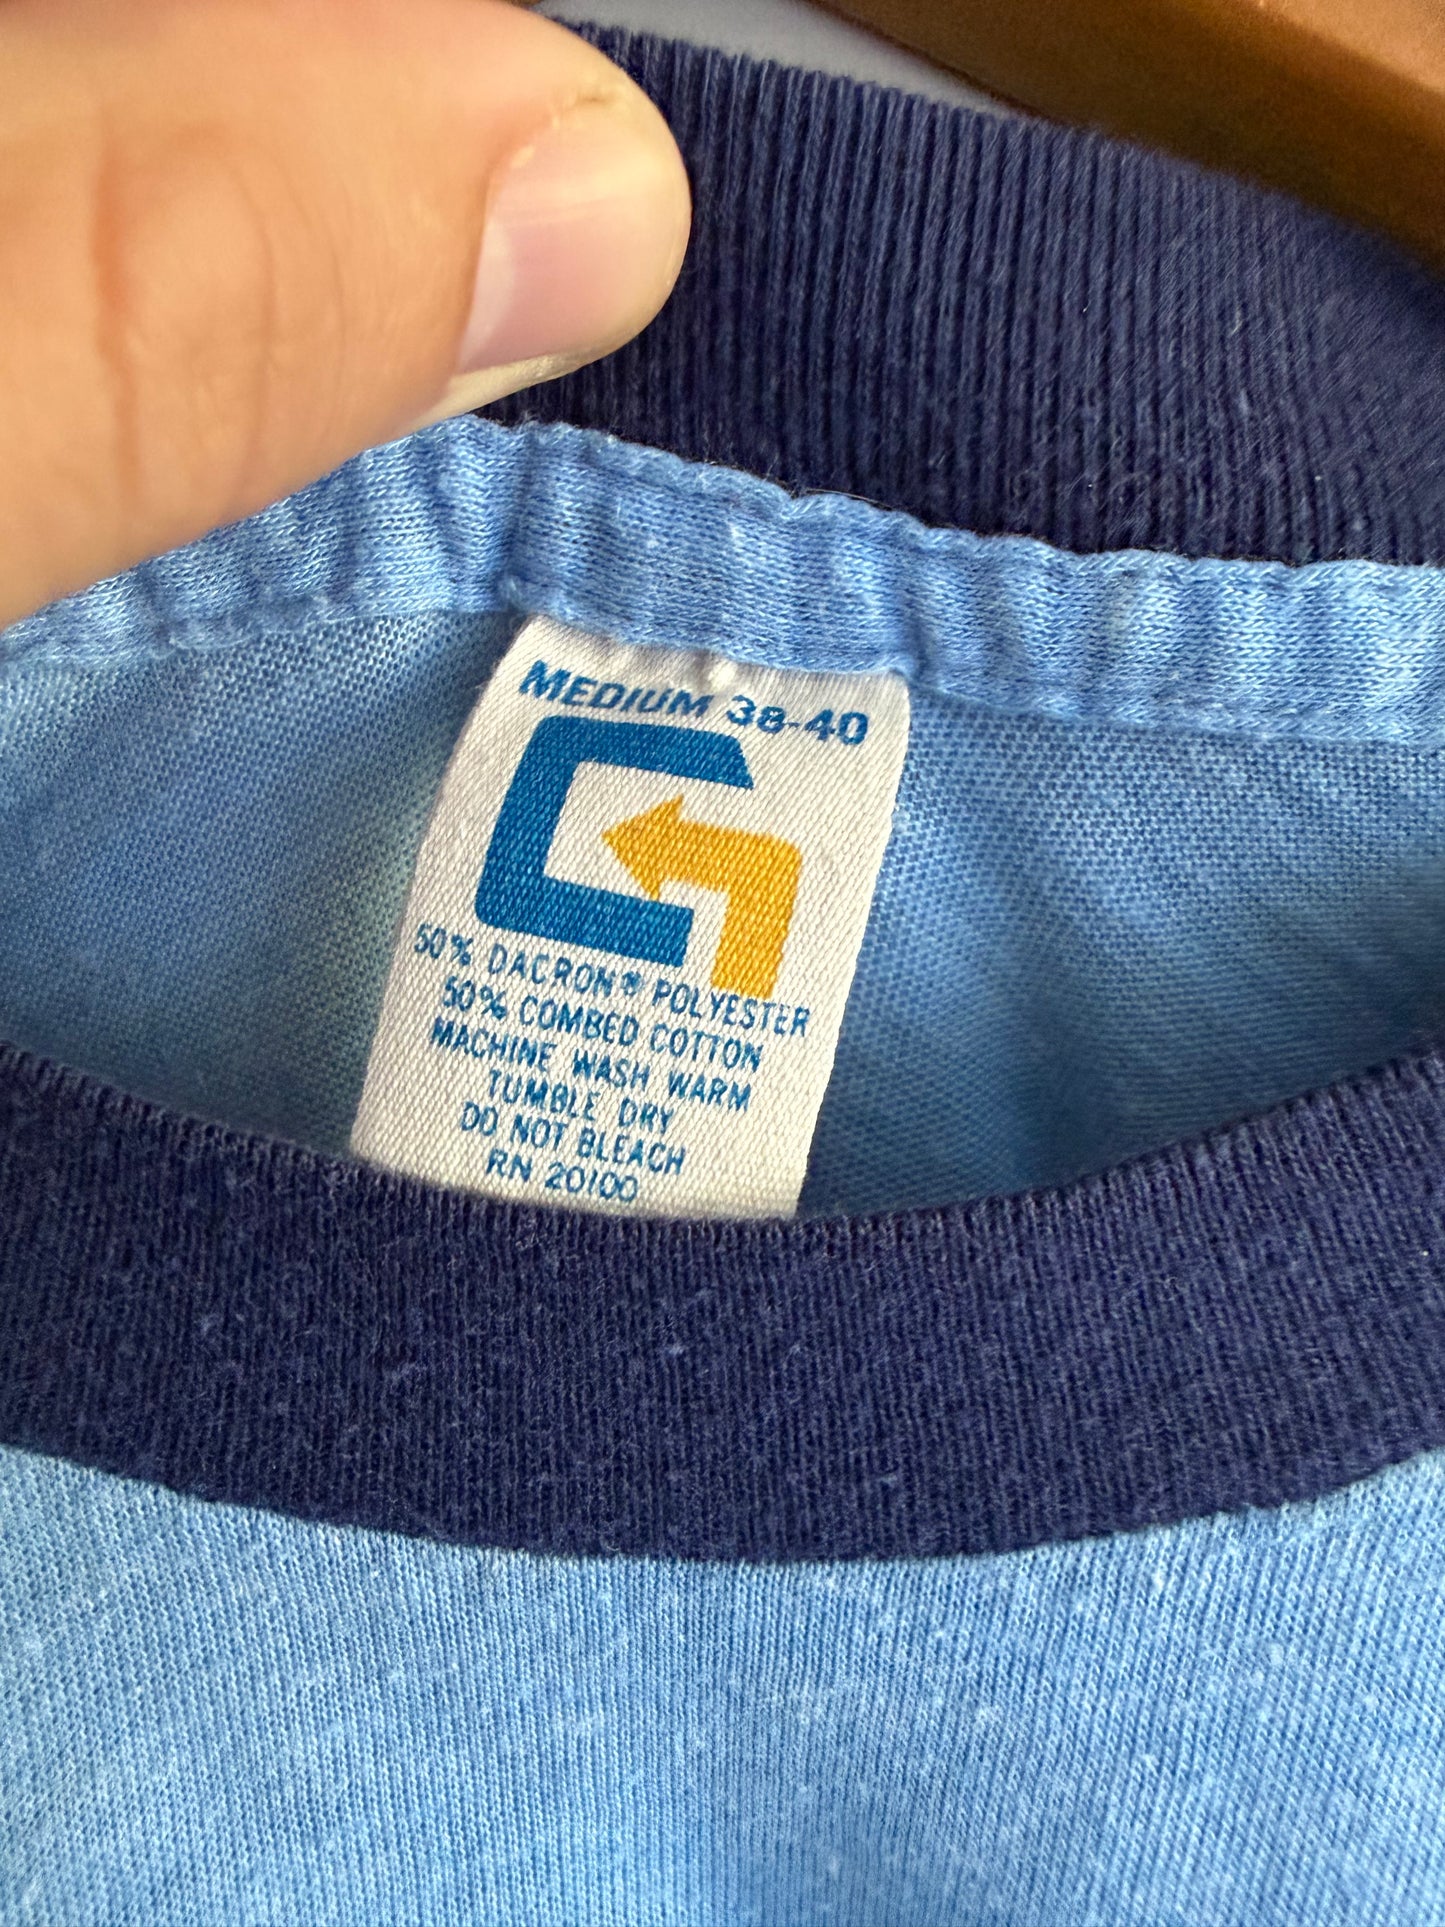 MEDIUM 38-40
G
50% DACRON® POLYESTER
50% COMBED COTTON
MACHINE WASH WARM
TUMBLE DRY
DO NOT BLEACH
RN 20100